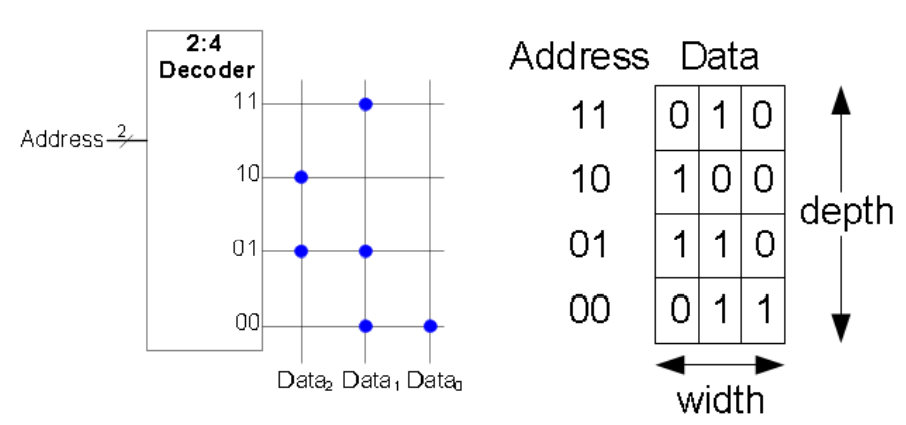 2:4
Decoder
11
Address 2
10
01
00
Data2 Data1 Data0
Address Data
11 0 1 0
10 1 0 0
depth
01 1 1 0
00 0 1 1
width